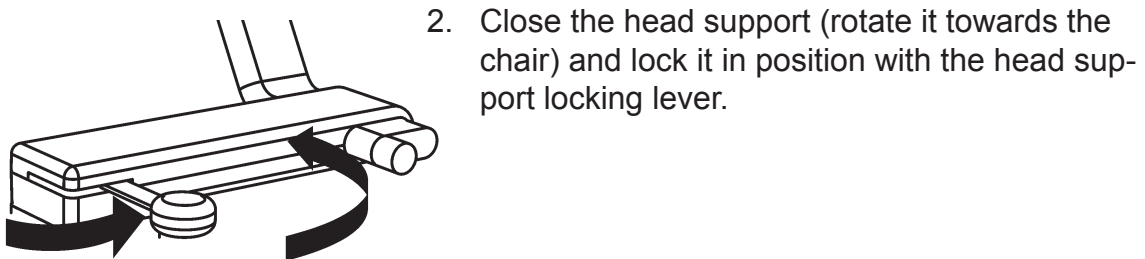 2. Close the head support (rotate it towards the
chair) and lock it in position with the head sup-
port locking lever.